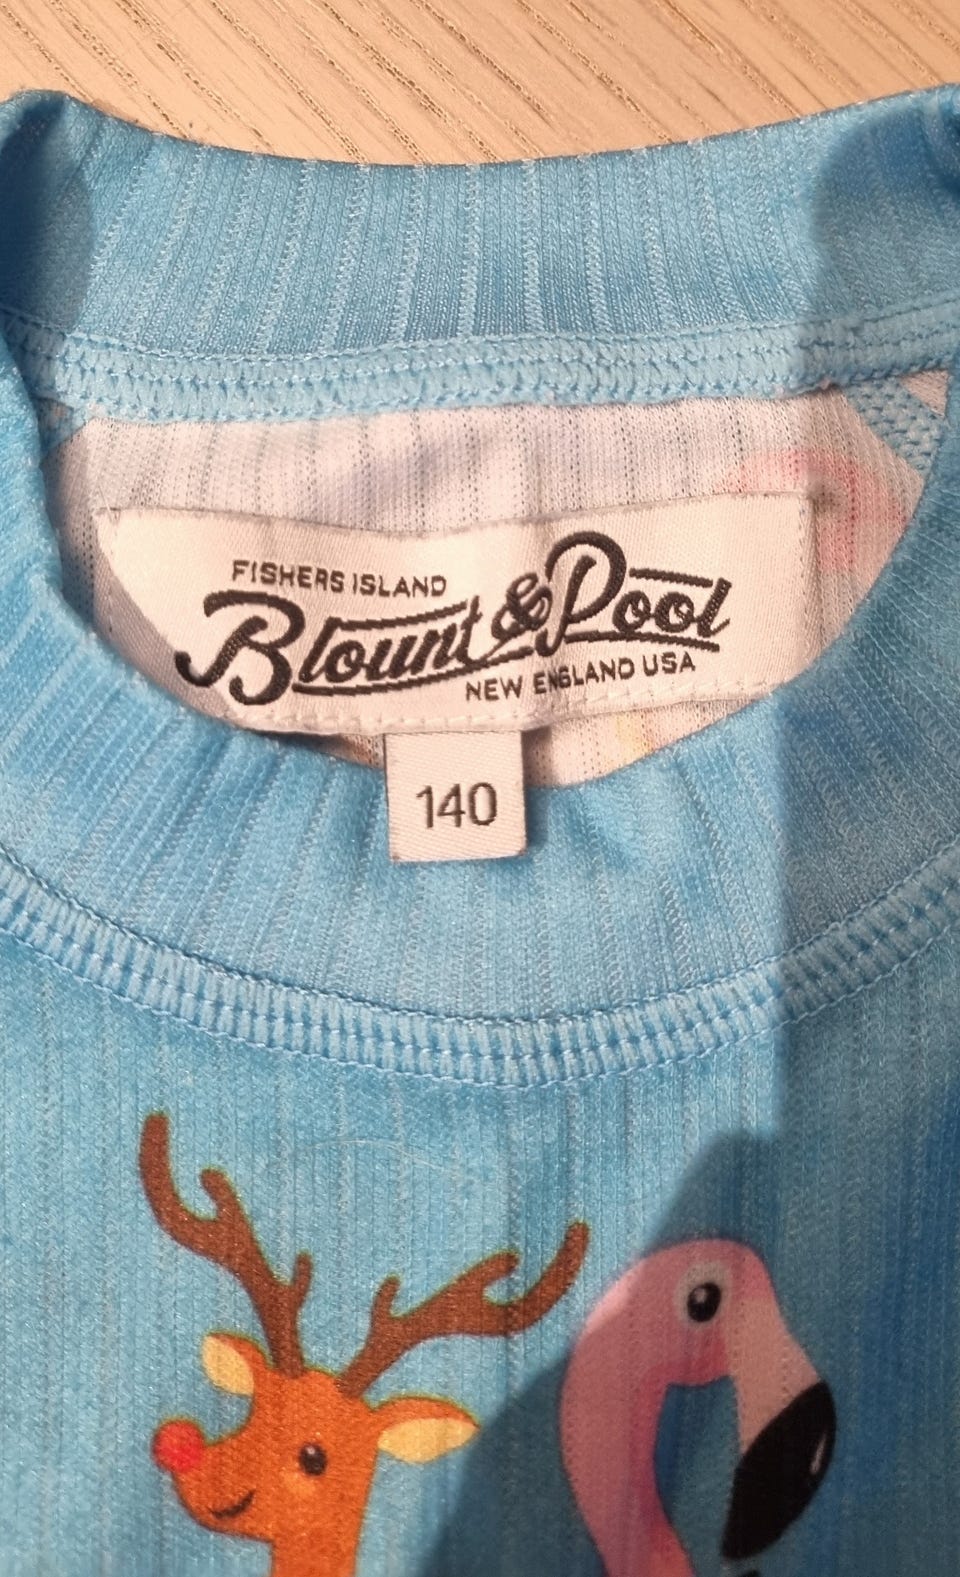 FISHERS ISLAND
Blount & Pool
NEW ENGLAND USA
140